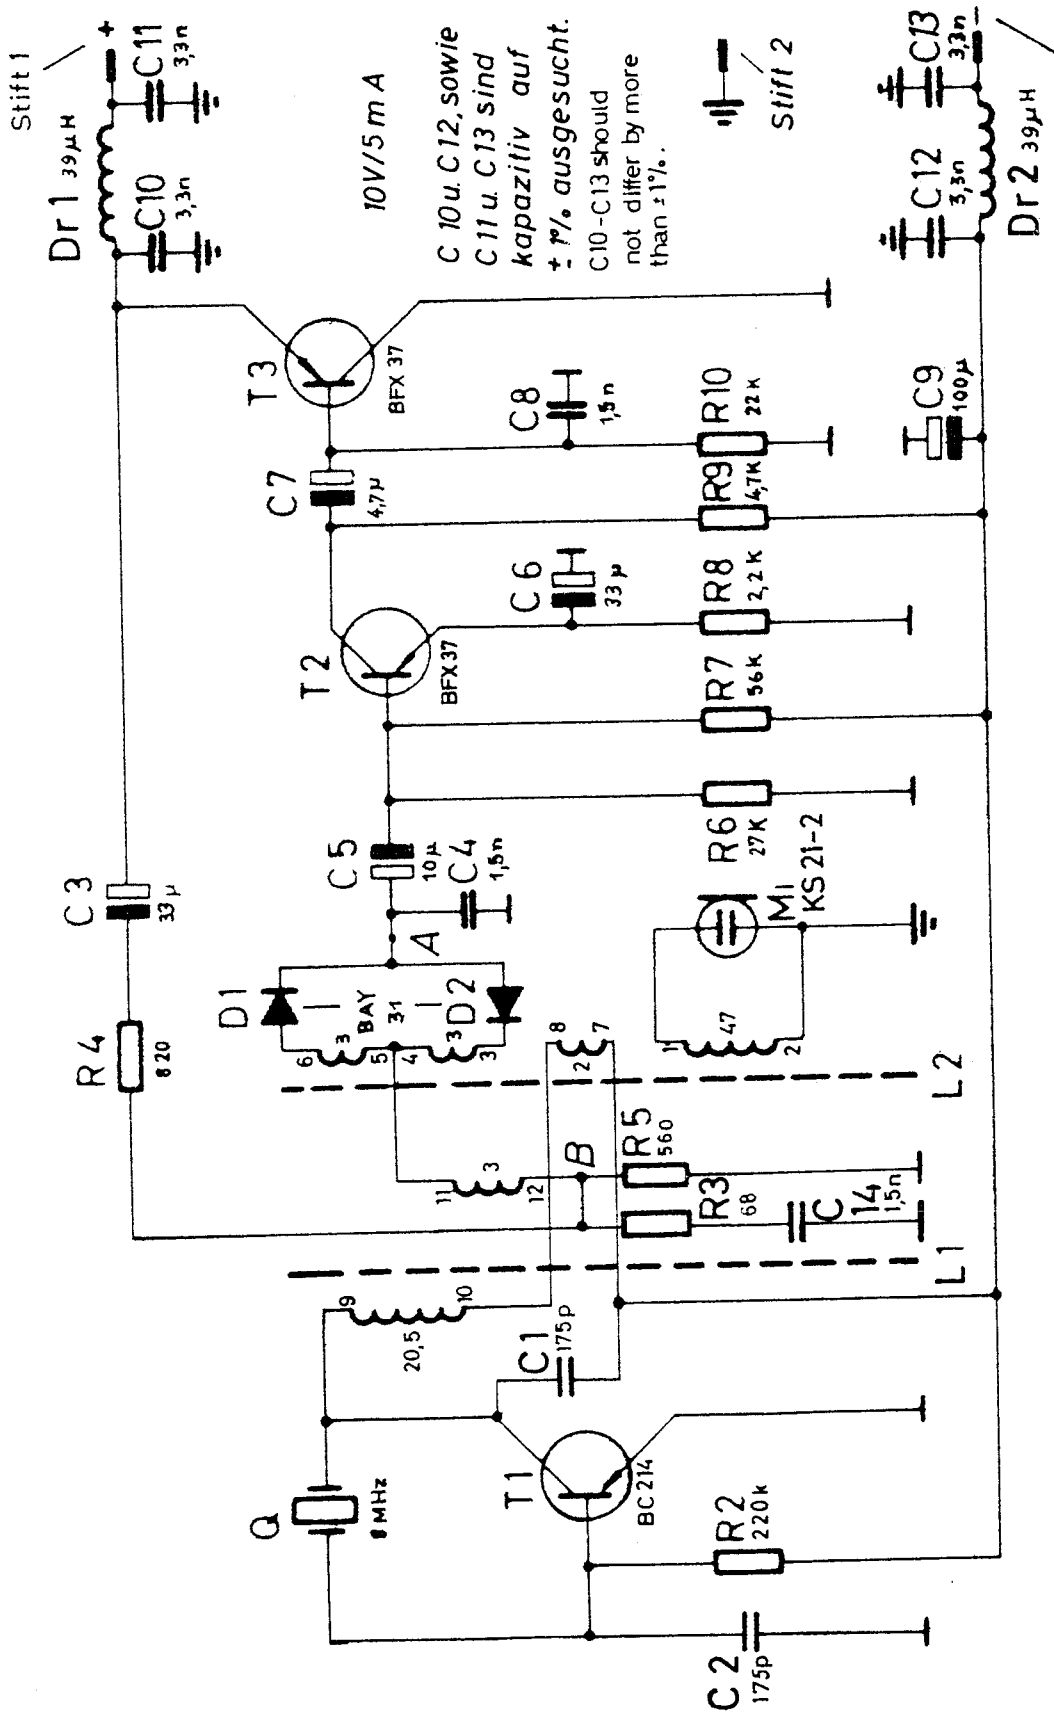 Stift 1
+
C11
3,3n
Dr1 39µH
C10
3,3n
10V/5mA
C 10 u. C 12, sowie
C 11 u. C 13 sind
kapazitiv auf
± 1% ausgesucht.
C10-C13 should
not differ by more
than ±1%.
Stift 2
C13
3,3n
−
C12
3,3n
Dr2 39µH
T3
BFX 37
C8
1,5n
R10
22K
C9
100µ
C7
4,7µ
R9
4,7K
C6
33µ
R8
2,2K
T2
BFX37
R7
56K
R6
27K
C3
33µ
C5
10µ
C4
1,5n
A
M1
KS 21-2
D1
BAY
31
D2
6
3
5
4
3
3
8
2
7
1
47
2
L2
R4
820
11
3
12
B
R5
560
R3
68
C 14
1,5n
L1
9
10
20,5
C1
175p
Q
8 MHz
T1
BC 214
R2
220k
C2
175p